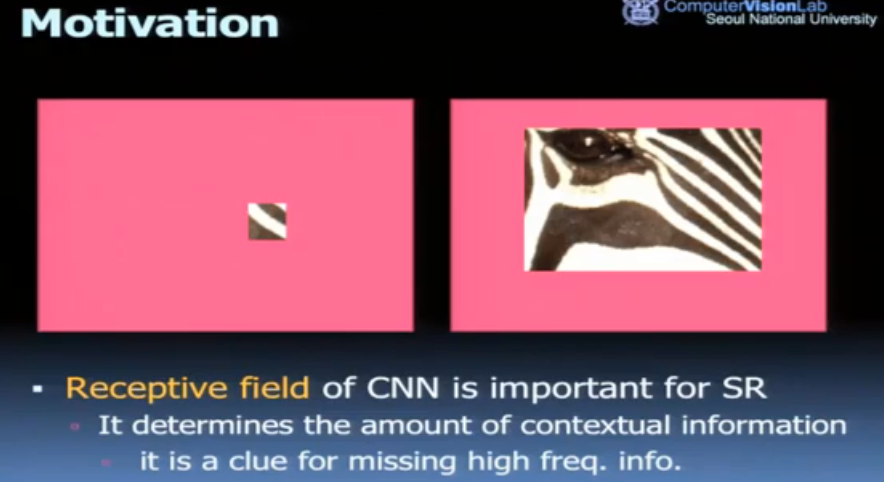 Motivation
ComputerVisionLab
Seoul National University
▪ Receptive field of CNN is important for SR
▪ It determines the amount of contextual information
▪ it is a clue for missing high freq. info.